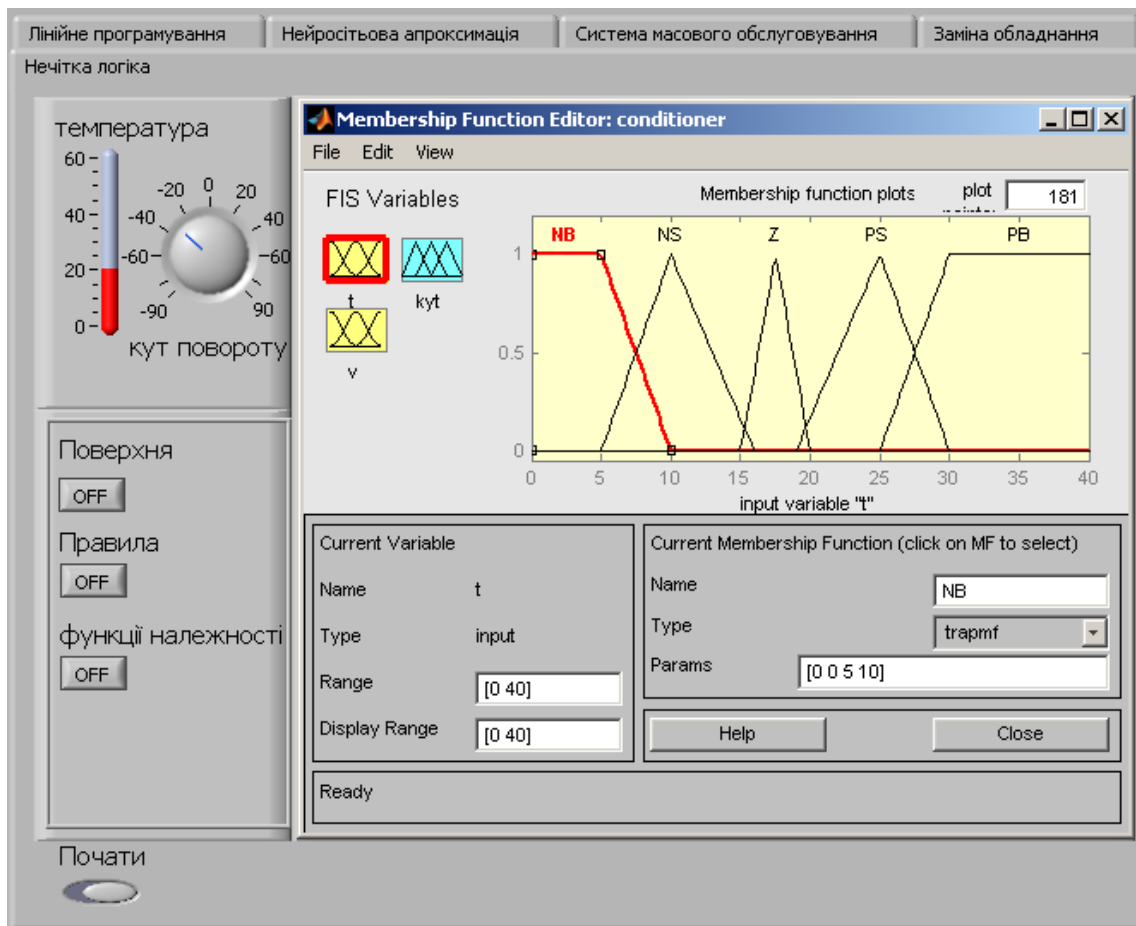 Лінійне програмування Нейросітьова апроксимація Система масового обслуговування Заміна обладнання
Нечітка логіка
температура
60
40
20
0
-20 0 20
-40 40
-60 60
-90 90
кут повороту
Поверхня
OFF
Правила
OFF
функції належності
OFF
Почати
Membership Function Editor: conditioner
File Edit View
FIS Variables
t
kyt
v
Membership function plots
plot
181
NB NS Z PS PB
1
0.5
0
0 5 10 15 20 25 30 35 40
input variable "t"
Current Variable
Name t
Type input
Range [0 40]
Display Range [0 40]
Current Membership Function (click on MF to select)
Name NB
Type trapmf
Params [0 0 5 10]
Help Close
Ready